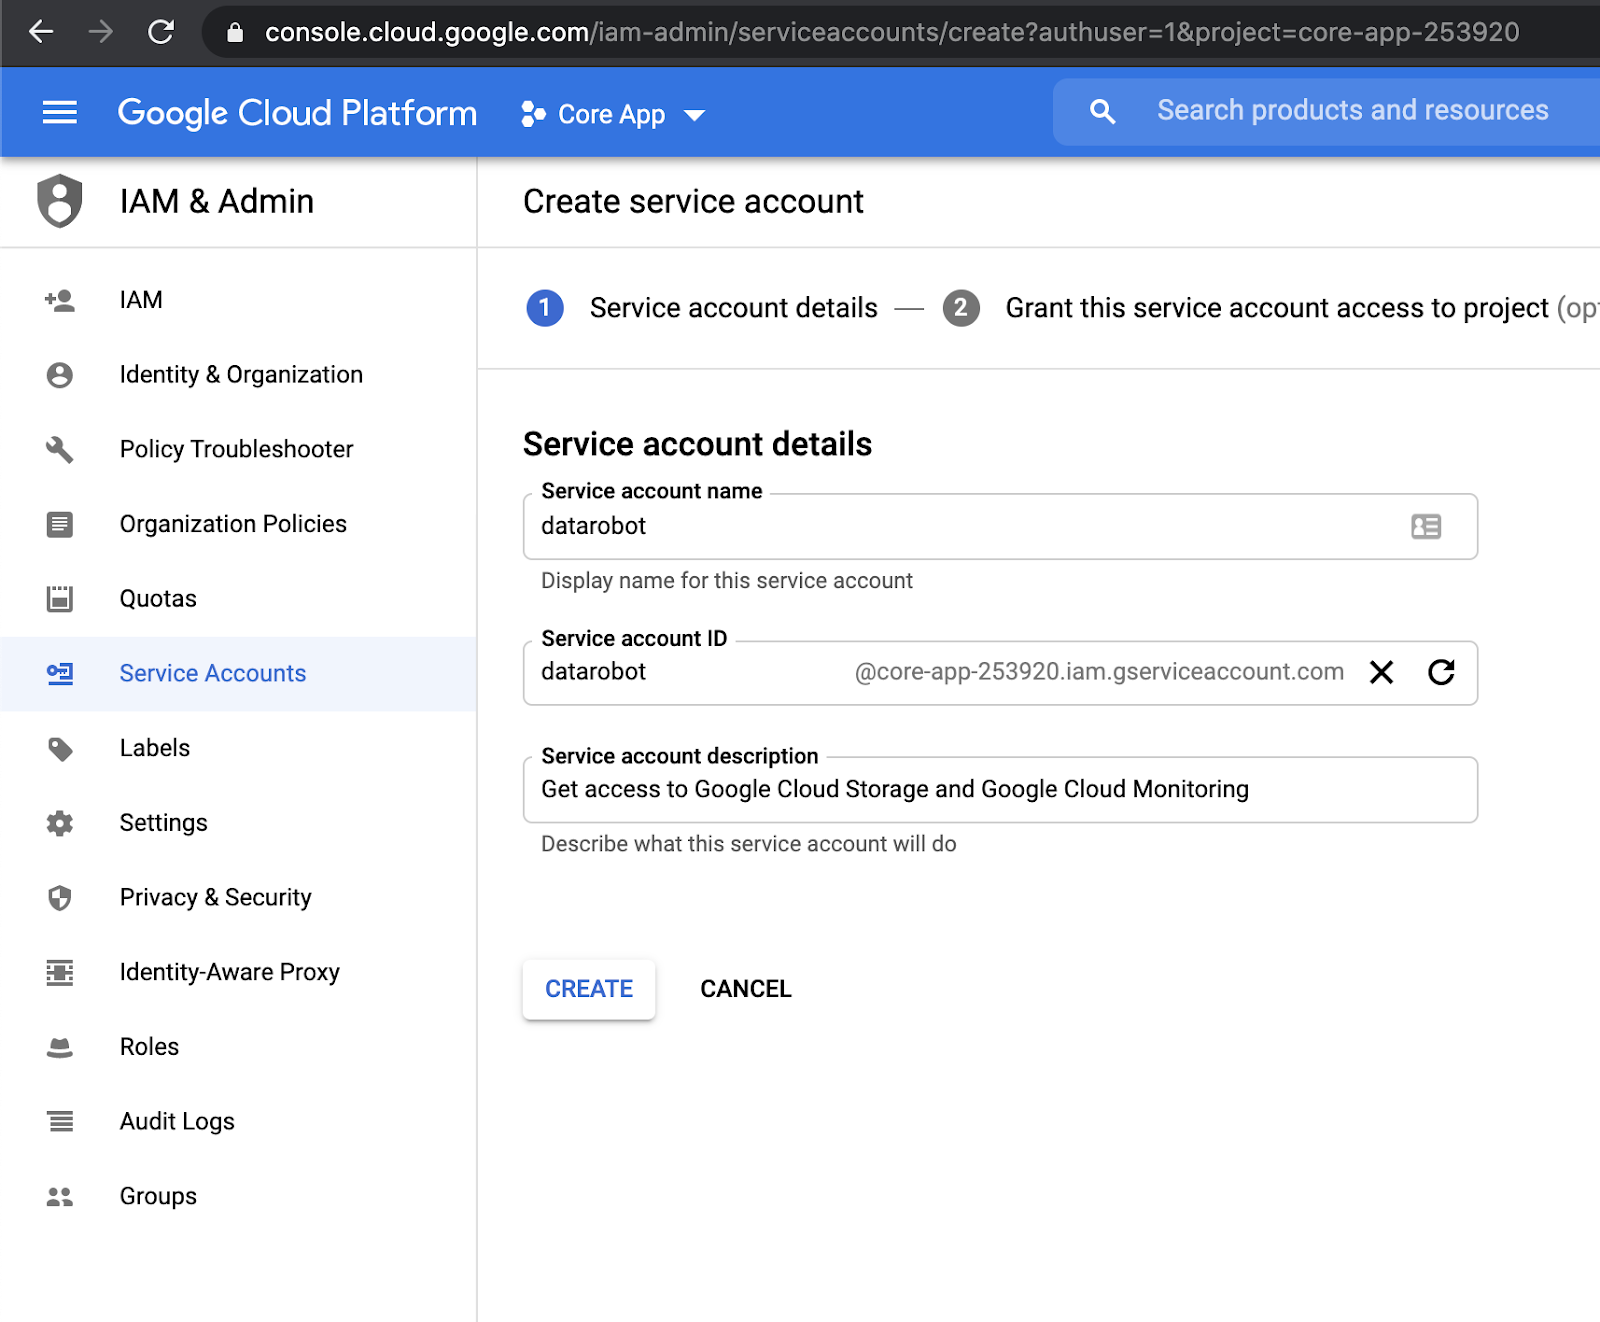 console.cloud.google.com/iam-admin/serviceaccounts/create?authuser=1&project=core-app-253920
Google Cloud Platform
Core App
Search products and resources
IAM & Admin
Create service account
IAM
Identity & Organization
Policy Troubleshooter
Organization Policies
Quotas
Service Accounts
Labels
Settings
Privacy & Security
Identity-Aware Proxy
Roles
Audit Logs
Groups
1 Service account details — 2 Grant this service account access to project (op
Service account details
Service account name
datarobot
Display name for this service account
Service account ID
datarobot @core-app-253920.iam.gserviceaccount.com
Service account description
Get access to Google Cloud Storage and Google Cloud Monitoring
Describe what this service account will do
CREATE CANCEL